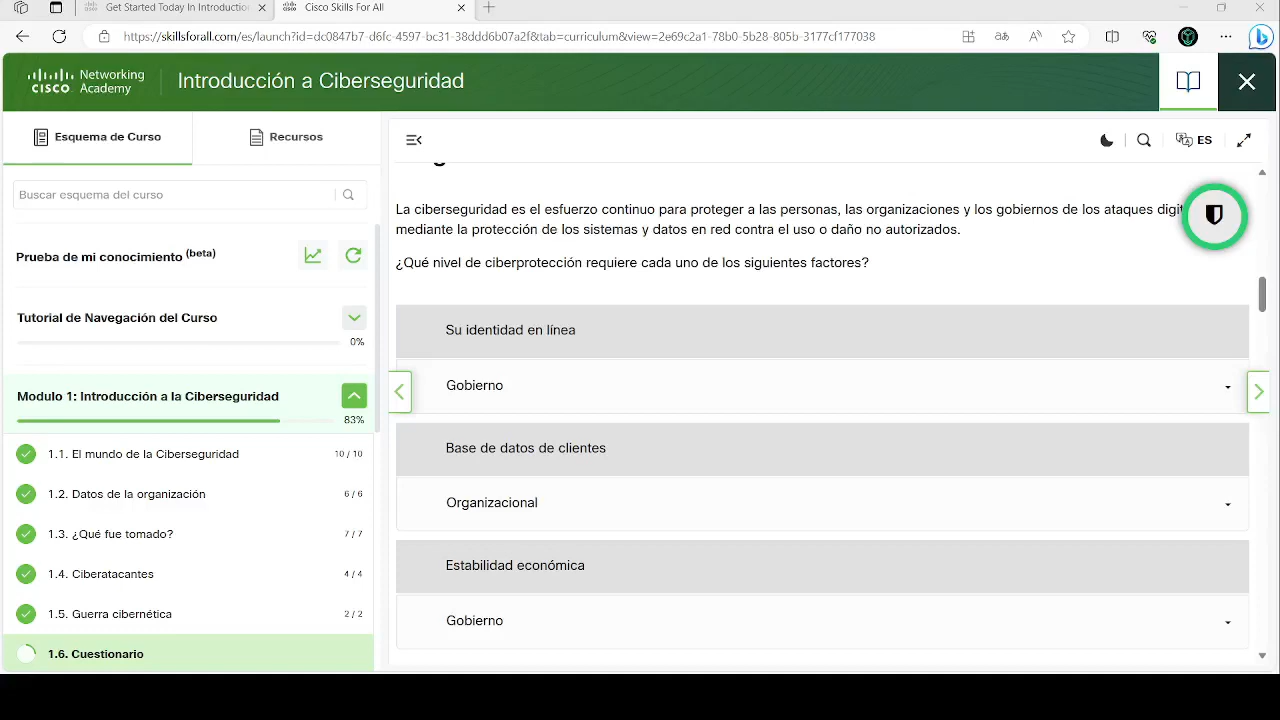 Get Started Today In Introduction
Cisco Skills For All
https://skillsforall.com/es/launch?id=dc0847b7-d6fc-4597-bc31-38ddd6b07a2f&tab=curriculum&view=2e69c2a1-78b0-5b28-805b-3177cf177038
Networking
CISCO Academy
Introducción a Ciberseguridad
Esquema de Curso
Recursos
ES
Buscar esquema del curso
Prueba de mi conocimiento (beta)
Tutorial de Navegación del Curso
0%
Modulo 1: Introducción a la Ciberseguridad
83%
1.1. El mundo de la Ciberseguridad 10 / 10
1.2. Datos de la organización 6 / 6
1.3. ¿Qué fue tomado? 7 / 7
1.4. Ciberatacantes 4 / 4
1.5. Guerra cibernética 2 / 2
1.6. Cuestionario
La ciberseguridad es el esfuerzo continuo para proteger a las personas, las organizaciones y los gobiernos de los ataques digit
mediante la protección de los sistemas y datos en red contra el uso o daño no autorizados.
¿Qué nivel de ciberprotección requiere cada uno de los siguientes factores?
Su identidad en línea
Gobierno
Base de datos de clientes
Organizacional
Estabilidad económica
Gobierno